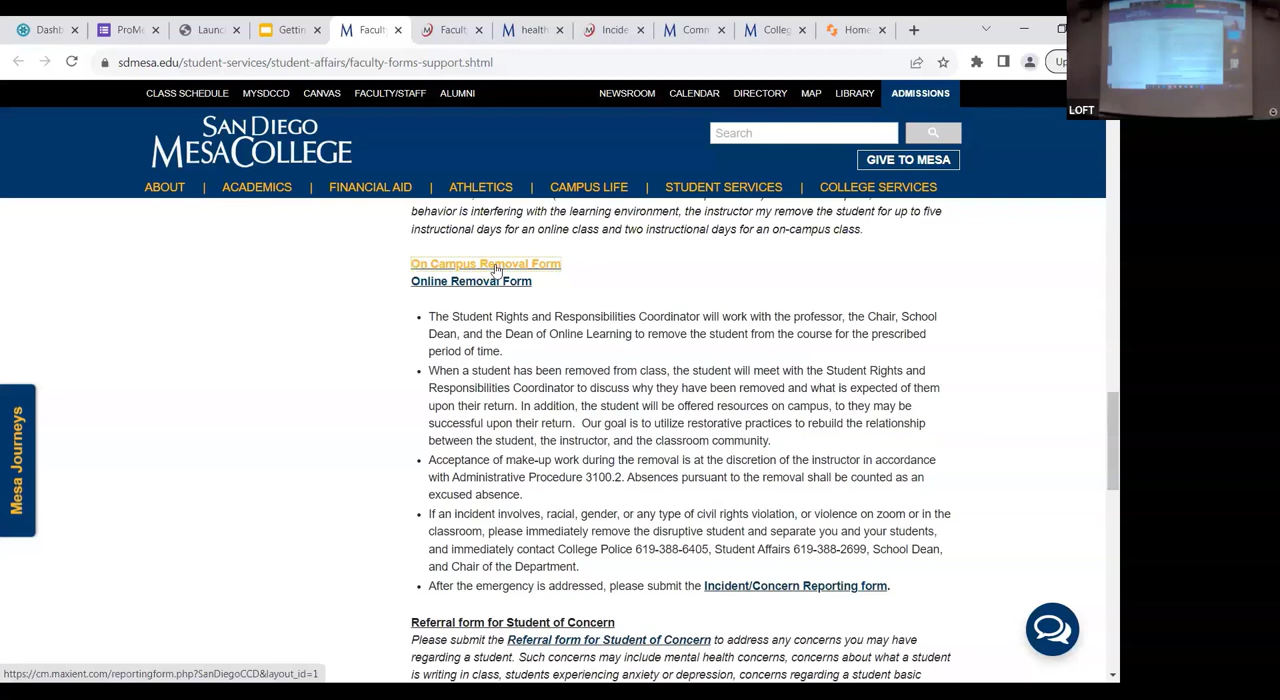 Dashb
ProMe
Launc
Gettin
Facult
Facult
health
Incide
Comm
Colleg
Home
sdmesa.edu/student-services/student-affairs/faculty-forms-support.shtml
Up
LOFT
CLASS SCHEDULE MYSDCCD CANVAS FACULTY/STAFF ALUMNI NEWSROOM CALENDAR DIRECTORY MAP LIBRARY ADMISSIONS
SAN DIEGO
MESACOLLEGE
Search
GIVE TO MESA
ABOUT | ACADEMICS | FINANCIAL AID | ATHLETICS | CAMPUS LIFE | STUDENT SERVICES | COLLEGE SERVICES
behavior is interfering with the learning environment, the instructor my remove the student for up to five
instructional days for an online class and two instructional days for an on-campus class.
On Campus Removal Form
Online Removal Form
• The Student Rights and Responsibilities Coordinator will work with the professor, the Chair, School
Dean, and the Dean of Online Learning to remove the student from the course for the prescribed
period of time.
• When a student has been removed from class, the student will meet with the Student Rights and
Responsibilities Coordinator to discuss why they have been removed and what is expected of them
upon their return. In addition, the student will be offered resources on campus, to they may be
successful upon their return. Our goal is to utilize restorative practices to rebuild the relationship
between the student, the instructor, and the classroom community.
• Acceptance of make-up work during the removal is at the discretion of the instructor in accordance
with Administrative Procedure 3100.2. Absences pursuant to the removal shall be counted as an
excused absence.
• If an incident involves, racial, gender, or any type of civil rights violation, or violence on zoom or in the
classroom, please immediately remove the disruptive student and separate you and your students,
and immediately contact College Police 619-388-6405, Student Affairs 619-388-2699, School Dean,
and Chair of the Department.
• After the emergency is addressed, please submit the Incident/Concern Reporting form.
Referral form for Student of Concern
Please submit the Referral form for Student of Concern to address any concerns you may have
regarding a student. Such concerns may include mental health concerns, concerns about what a student
is writing in class, students experiencing anxiety or depression, concerns regarding a student basic
Mesa Journeys
https://cm.maxient.com/reportingform.php?SanDiegoCCD&layout_id=1